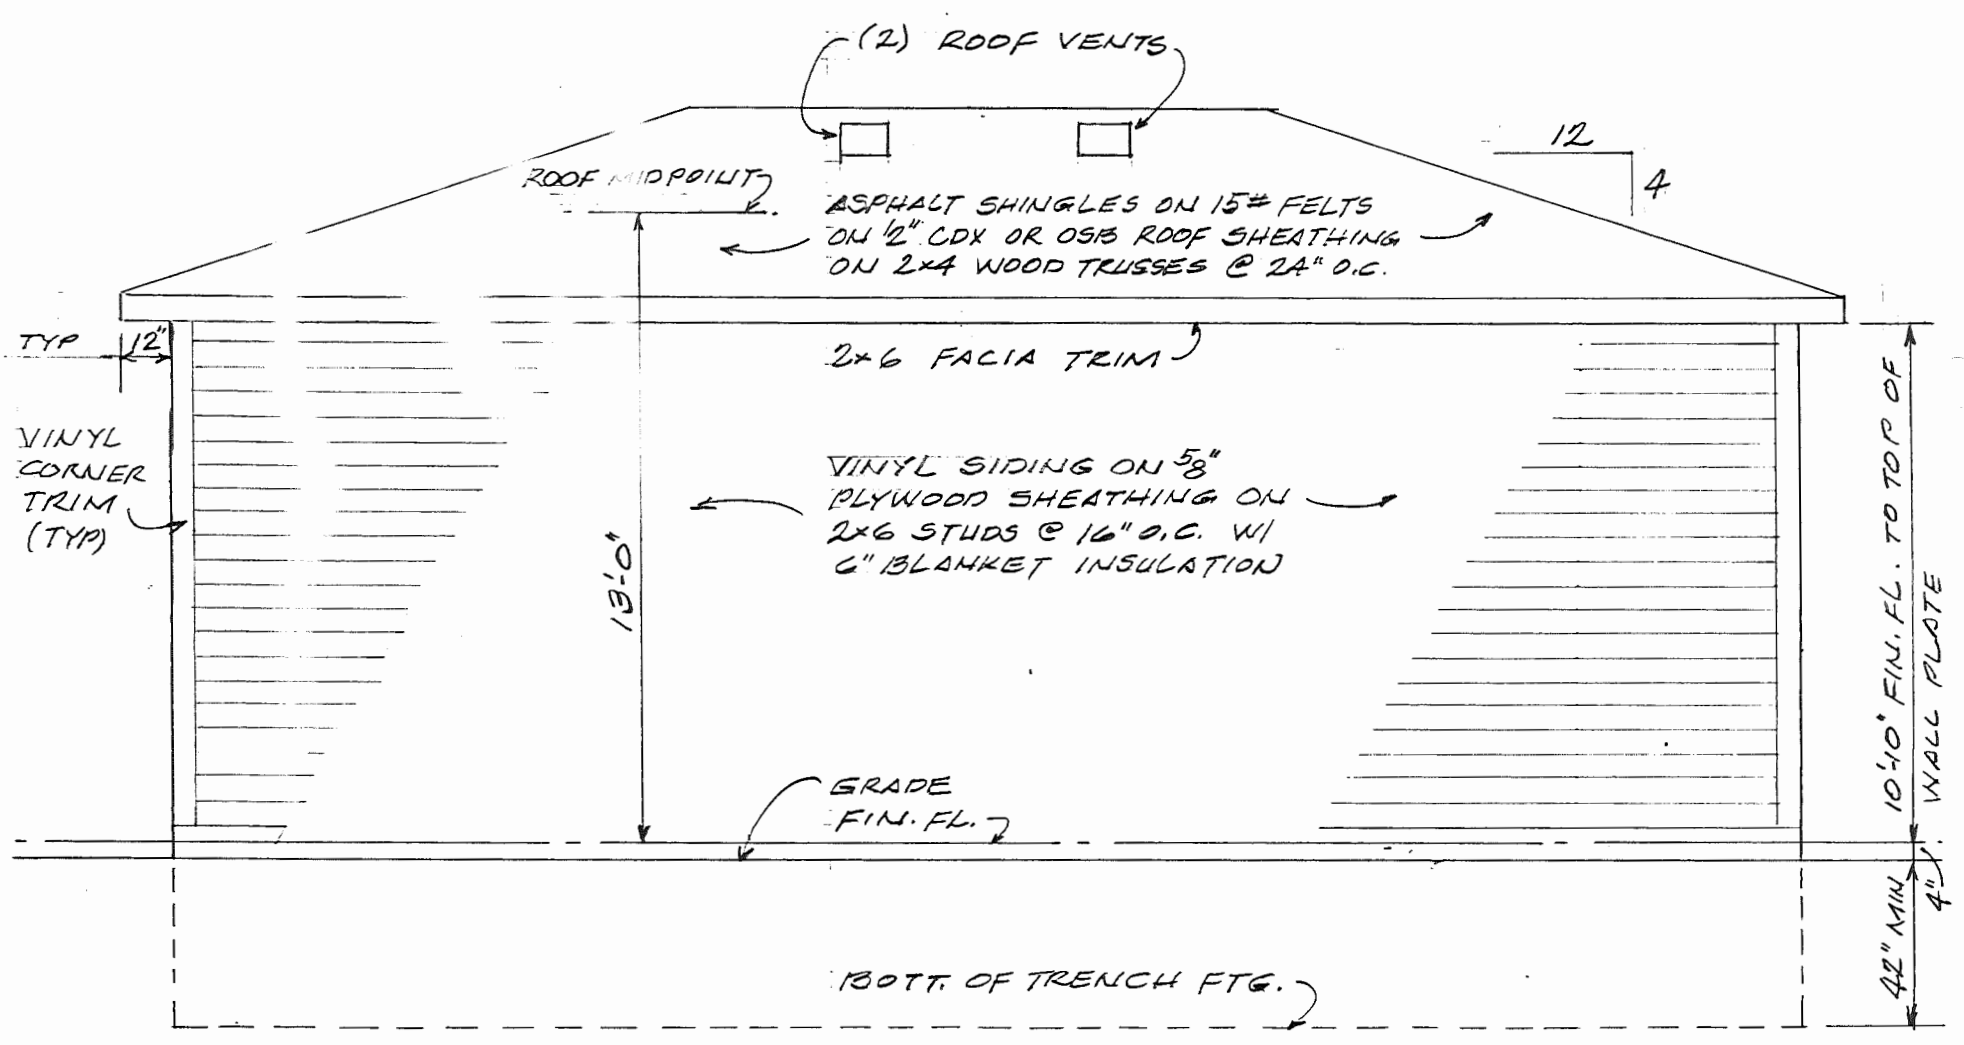 (2) ROOF VENTS
12
4
ROOF MIDPOINT
ASPHALT SHINGLES ON 15# FELTS
ON 1/2" CDX OR OSB ROOF SHEATHING
ON 2x4 WOOD TRUSSES @ 24" O.C.
TYP
12"
2x6 FACIA TRIM
VINYL
CORNER
TRIM
(TYP)
VINYL SIDING ON 5/8"
PLYWOOD SHEATHING ON
2x6 STUDS @ 16" O.C. W/
6" BLANKET INSULATION
13'-0"
10'-10" FIN. FL. TO TOP OF
WALL PLATE
GRADE
FIN. FL.
4"
42" MIN
BOTT. OF TRENCH FTG.